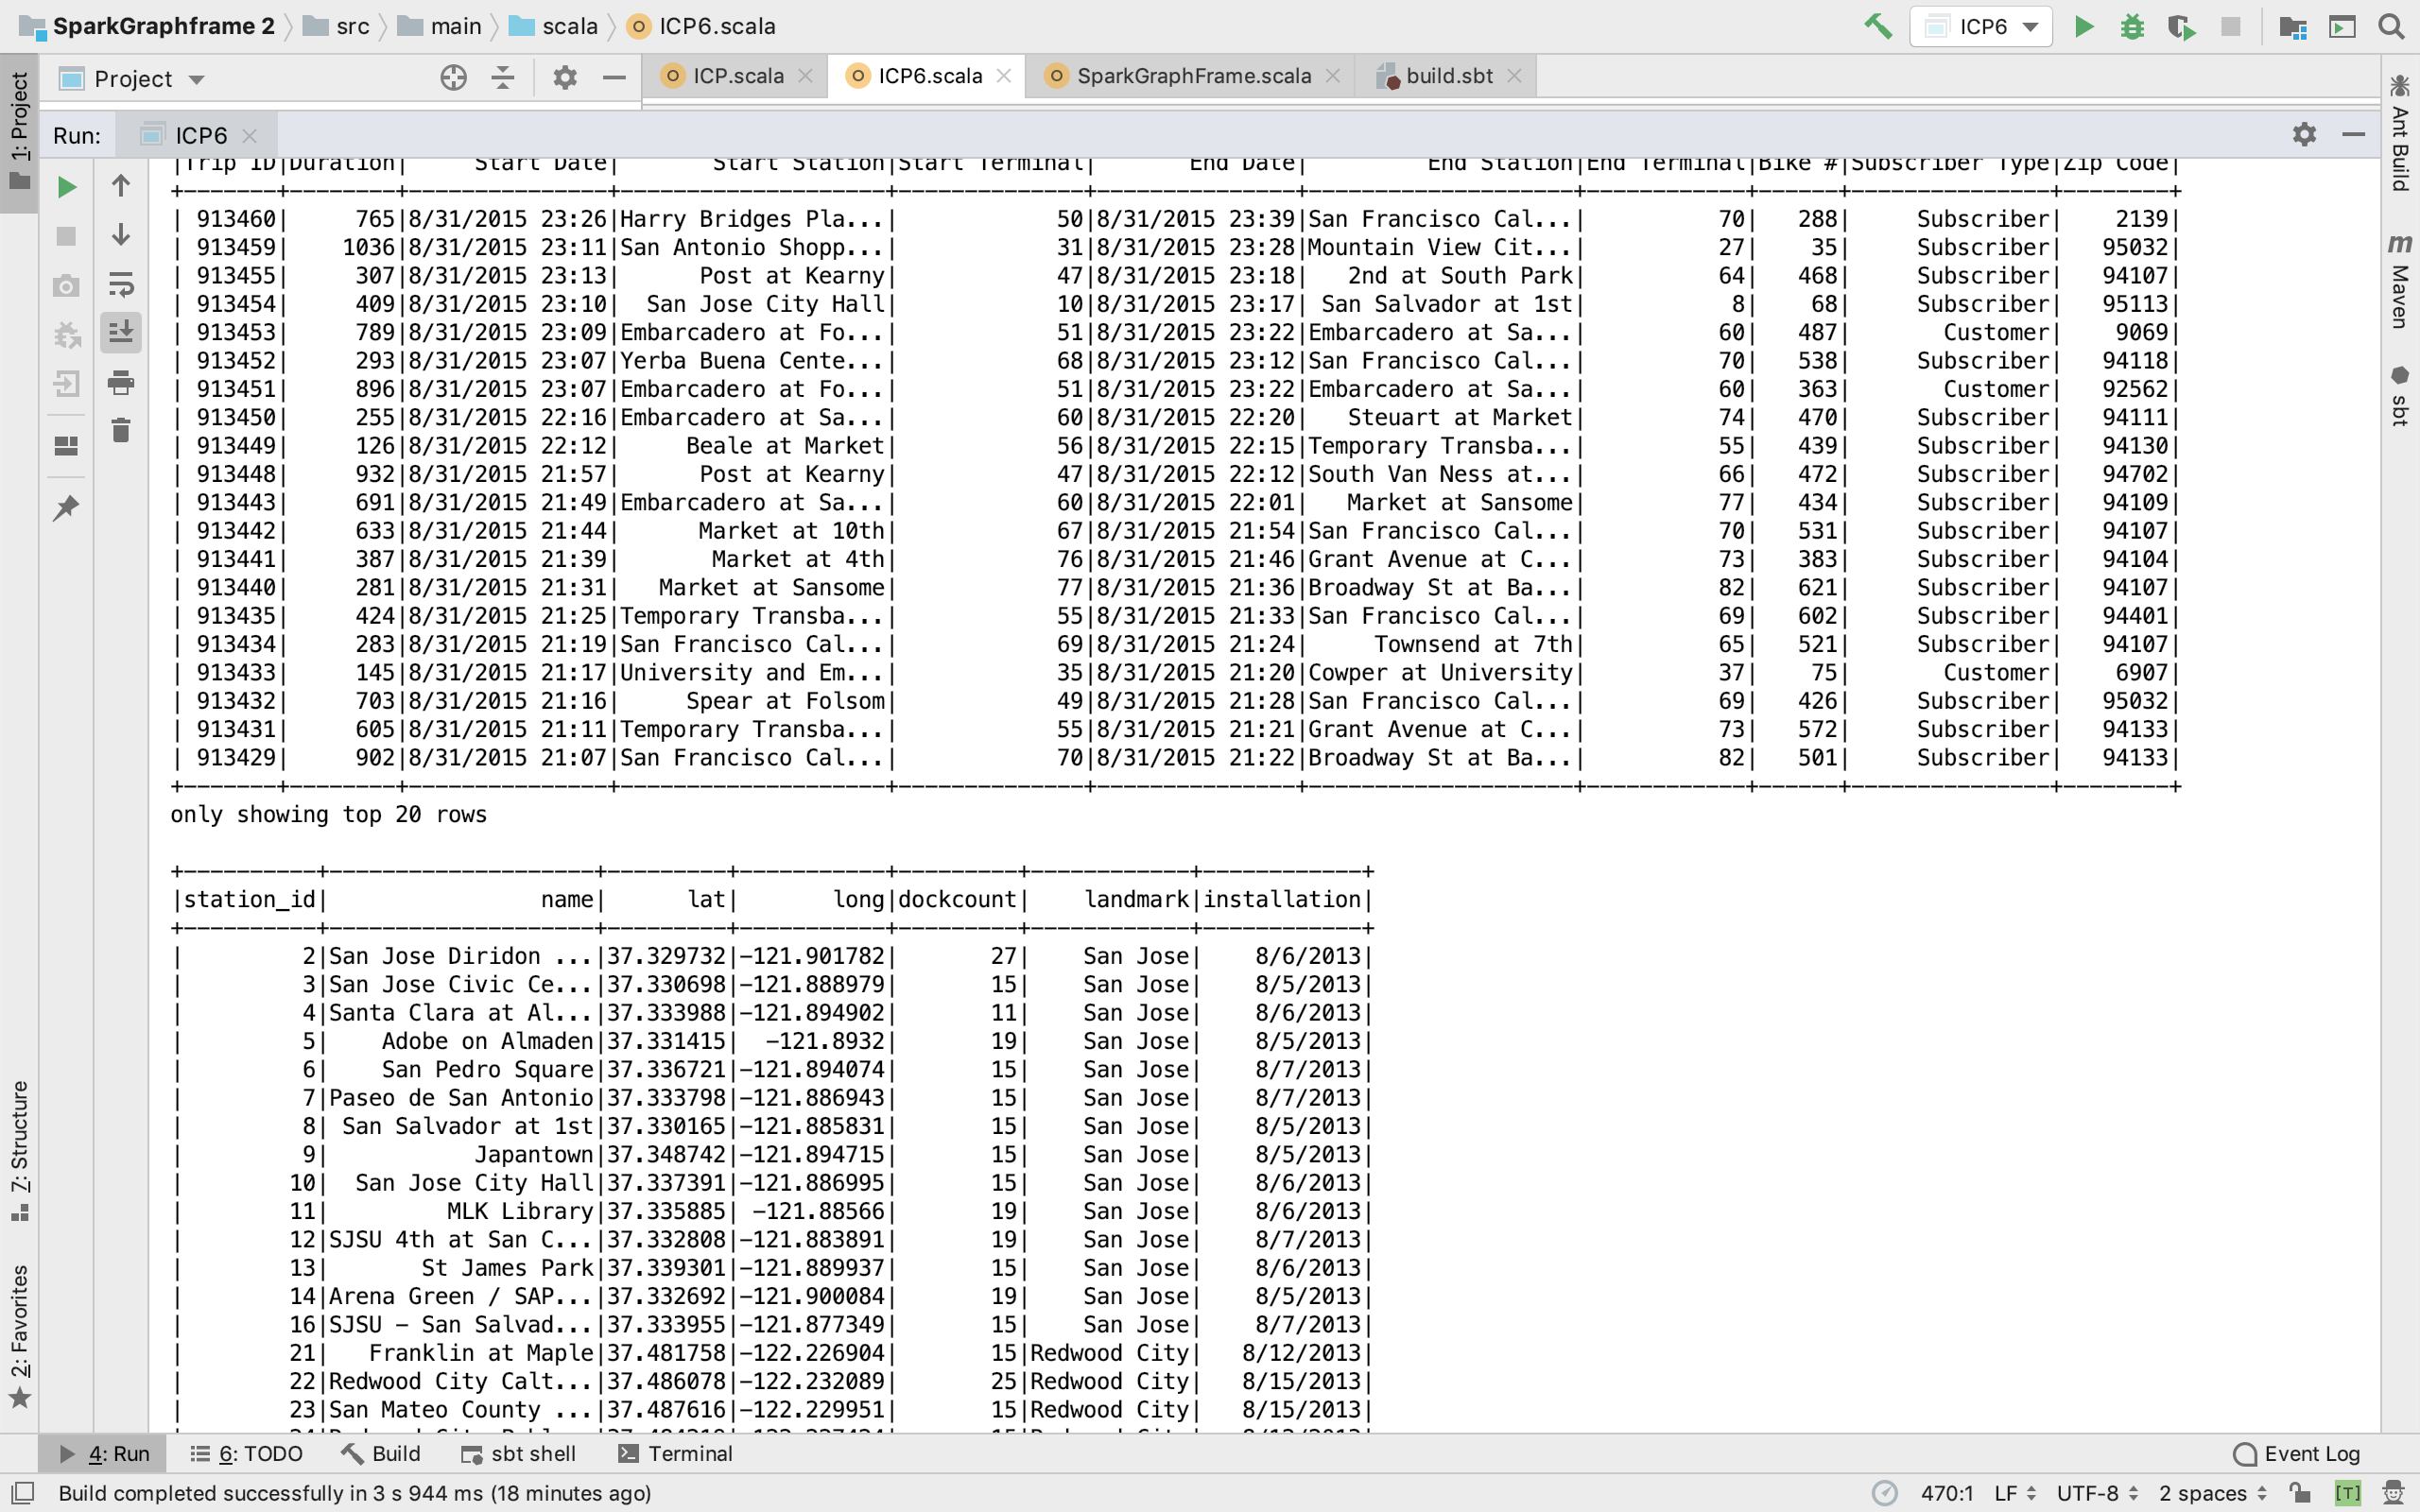 SparkGraphframe 2 src main scala ICP6.scala ICP6
Project ICP.scala ICP6.scala SparkGraphFrame.scala build.sbt
Run: ICP6
|Trip ID|Duration|     Start Date|       Start Station|Start Terminal|       End Date|         End Station|End Terminal|Bike #|Subscriber Type|Zip Code|
+-------+--------+---------------+--------------------+--------------+---------------+--------------------+------------+------+---------------+--------+
| 913460|     765|8/31/2015 23:26|Harry Bridges Pla...|            50|8/31/2015 23:39|San Francisco Cal...|          70|   288|     Subscriber|    2139|
| 913459|    1036|8/31/2015 23:11|San Antonio Shopp...|            31|8/31/2015 23:28|Mountain View Cit...|          27|    35|     Subscriber|   95032|
| 913455|     307|8/31/2015 23:13|      Post at Kearny|            47|8/31/2015 23:18|   2nd at South Park|          64|   468|     Subscriber|   94107|
| 913454|     409|8/31/2015 23:10|  San Jose City Hall|            10|8/31/2015 23:17| San Salvador at 1st|           8|    68|     Subscriber|   95113|
| 913453|     789|8/31/2015 23:09|Embarcadero at Fo...|            51|8/31/2015 23:22|Embarcadero at Sa...|          60|   487|       Customer|    9069|
| 913452|     293|8/31/2015 23:07|Yerba Buena Cente...|            68|8/31/2015 23:12|San Francisco Cal...|          70|   538|     Subscriber|   94118|
| 913451|     896|8/31/2015 23:07|Embarcadero at Fo...|            51|8/31/2015 23:22|Embarcadero at Sa...|          60|   363|       Customer|   92562|
| 913450|     255|8/31/2015 22:16|Embarcadero at Sa...|            60|8/31/2015 22:20|   Steuart at Market|          74|   470|     Subscriber|   94111|
| 913449|     126|8/31/2015 22:12|     Beale at Market|            56|8/31/2015 22:15|Temporary Transba...|          55|   439|     Subscriber|   94130|
| 913448|     932|8/31/2015 21:57|      Post at Kearny|            47|8/31/2015 22:12|South Van Ness at...|          66|   472|     Subscriber|   94702|
| 913443|     691|8/31/2015 21:49|Embarcadero at Sa...|            60|8/31/2015 22:01|   Market at Sansome|          77|   434|     Subscriber|   94109|
| 913442|     633|8/31/2015 21:44|      Market at 10th|            67|8/31/2015 21:54|San Francisco Cal...|          70|   531|     Subscriber|   94107|
| 913441|     387|8/31/2015 21:39|       Market at 4th|            76|8/31/2015 21:46|Grant Avenue at C...|          73|   383|     Subscriber|   94104|
| 913440|     281|8/31/2015 21:31|   Market at Sansome|            77|8/31/2015 21:36|Broadway St at Ba...|          82|   621|     Subscriber|   94107|
| 913435|     424|8/31/2015 21:25|Temporary Transba...|            55|8/31/2015 21:33|San Francisco Cal...|          69|   602|     Subscriber|   94401|
| 913434|     283|8/31/2015 21:19|San Francisco Cal...|            69|8/31/2015 21:24|     Townsend at 7th|          65|   521|     Subscriber|   94107|
| 913433|     145|8/31/2015 21:17|University and Em...|            35|8/31/2015 21:20|Cowper at University|          37|    75|       Customer|    6907|
| 913432|     703|8/31/2015 21:16|     Spear at Folsom|            49|8/31/2015 21:28|San Francisco Cal...|          69|   426|     Subscriber|   95032|
| 913431|     605|8/31/2015 21:11|Temporary Transba...|            55|8/31/2015 21:21|Grant Avenue at C...|          73|   572|     Subscriber|   94133|
| 913429|     902|8/31/2015 21:07|San Francisco Cal...|            70|8/31/2015 21:22|Broadway St at Ba...|          82|   501|     Subscriber|   94133|
+-------+--------+---------------+--------------------+--------------+---------------+--------------------+------------+------+---------------+--------+
only showing top 20 rows
+----------+--------------------+---------+-----------+---------+------------+------------+
|station_id|                name|      lat|       long|dockcount|    landmark|installation|
+----------+--------------------+---------+-----------+---------+------------+------------+
|         2|San Jose Diridon ...|37.329732|-121.901782|       27|    San Jose|    8/6/2013|
|         3|San Jose Civic Ce...|37.330698|-121.888979|       15|    San Jose|    8/5/2013|
|         4|Santa Clara at Al...|37.333988|-121.894902|       11|    San Jose|    8/6/2013|
|         5|    Adobe on Almaden|37.331415|  -121.8932|       19|    San Jose|    8/5/2013|
|         6|    San Pedro Square|37.336721|-121.894074|       15|    San Jose|    8/7/2013|
|         7|Paseo de San Antonio|37.333798|-121.886943|       15|    San Jose|    8/7/2013|
|         8| San Salvador at 1st|37.330165|-121.885831|       15|    San Jose|    8/5/2013|
|         9|           Japantown|37.348742|-121.894715|       15|    San Jose|    8/5/2013|
|        10|  San Jose City Hall|37.337391|-121.886995|       15|    San Jose|    8/6/2013|
|        11|         MLK Library|37.335885| -121.88566|       19|    San Jose|    8/6/2013|
|        12|SJSU 4th at San C...|37.332808|-121.883891|       19|    San Jose|    8/7/2013|
|        13|       St James Park|37.339301|-121.889937|       15|    San Jose|    8/6/2013|
|        14|Arena Green / SAP...|37.332692|-121.900084|       19|    San Jose|    8/5/2013|
|        16|SJSU - San Salvad...|37.333955|-121.877349|       15|    San Jose|    8/7/2013|
|        21|   Franklin at Maple|37.481758|-122.226904|       15|Redwood City|   8/12/2013|
|        22|Redwood City Calt...|37.486078|-122.232089|       25|Redwood City|   8/15/2013|
|        23|San Mateo County ...|37.487616|-122.229951|       15|Redwood City|   8/15/2013|
1: Project
7: Structure
2: Favorites
Ant Build
Maven
sbt
4: Run 6: TODO Build sbt shell Terminal Event Log
Build completed successfully in 3 s 944 ms (18 minutes ago) 470:1 LF UTF-8 2 spaces [T]